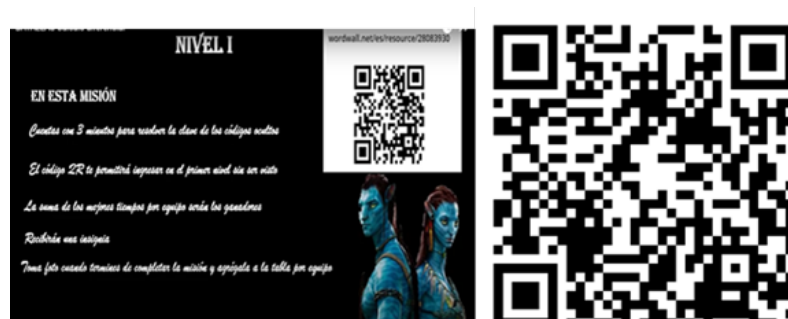 NIVEL I
wordwall.net/es/resource/28083930
EN ESTA MISIÓN
Cuentas con 3 minutos para resolver la clave de los códigos ocultos
El código 2R te permitirá ingresar en el primer nivel sin ser visto
La suma de los mejores tiempos por equipo serán los ganadores
Recibirán una insignia
Toma foto cuando termines de completar la misión y agrégala a la tabla por equipo